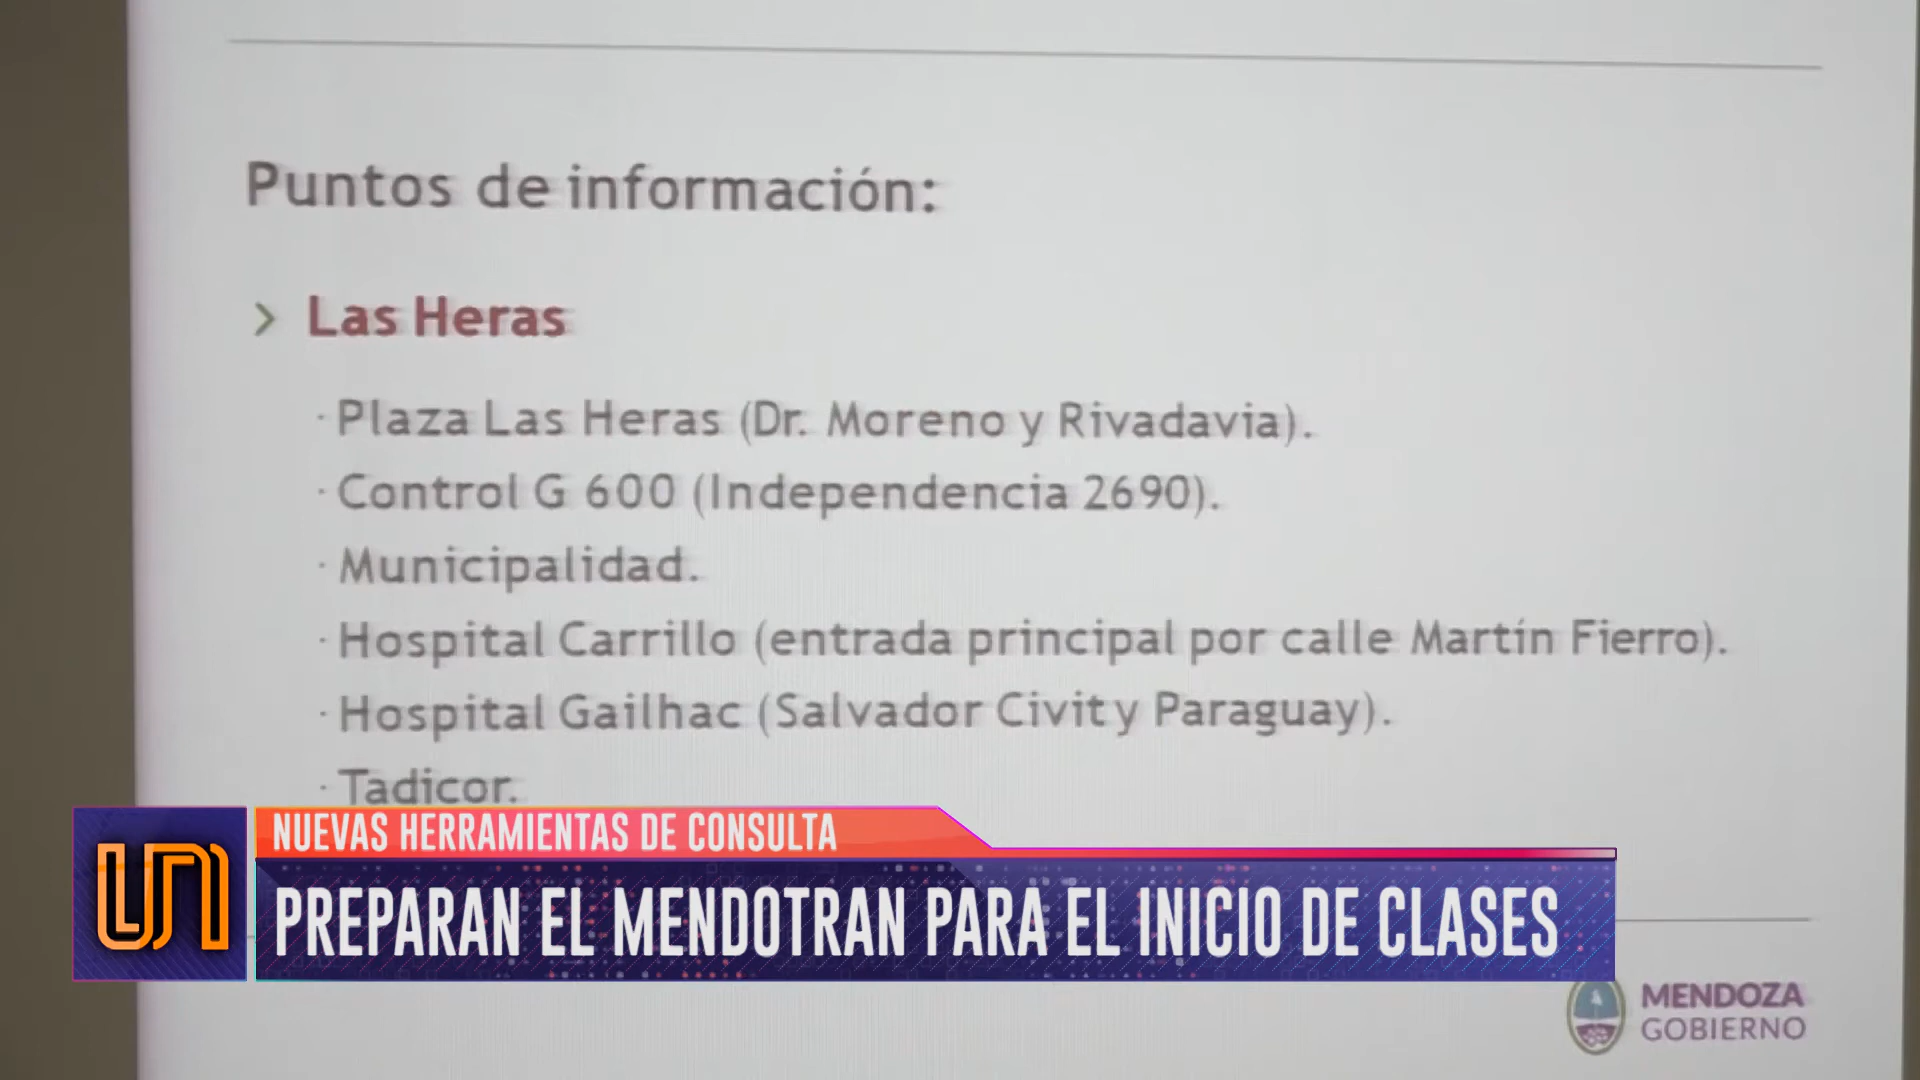 Puntos de información:
> Las Heras
· Plaza Las Heras (Dr. Moreno y Rivadavia).
· Control G 600 (Independencia 2690).
· Municipalidad.
· Hospital Carrillo (entrada principal por calle Martín Fierro).
· Hospital Gailhac (Salvador Civit y Paraguay).
· Tadicor.
NUEVAS HERRAMIENTAS DE CONSULTA
UN
PREPARAN EL MENDOTRAN PARA EL INICIO DE CLASES
MENDOZA
GOBIERNO